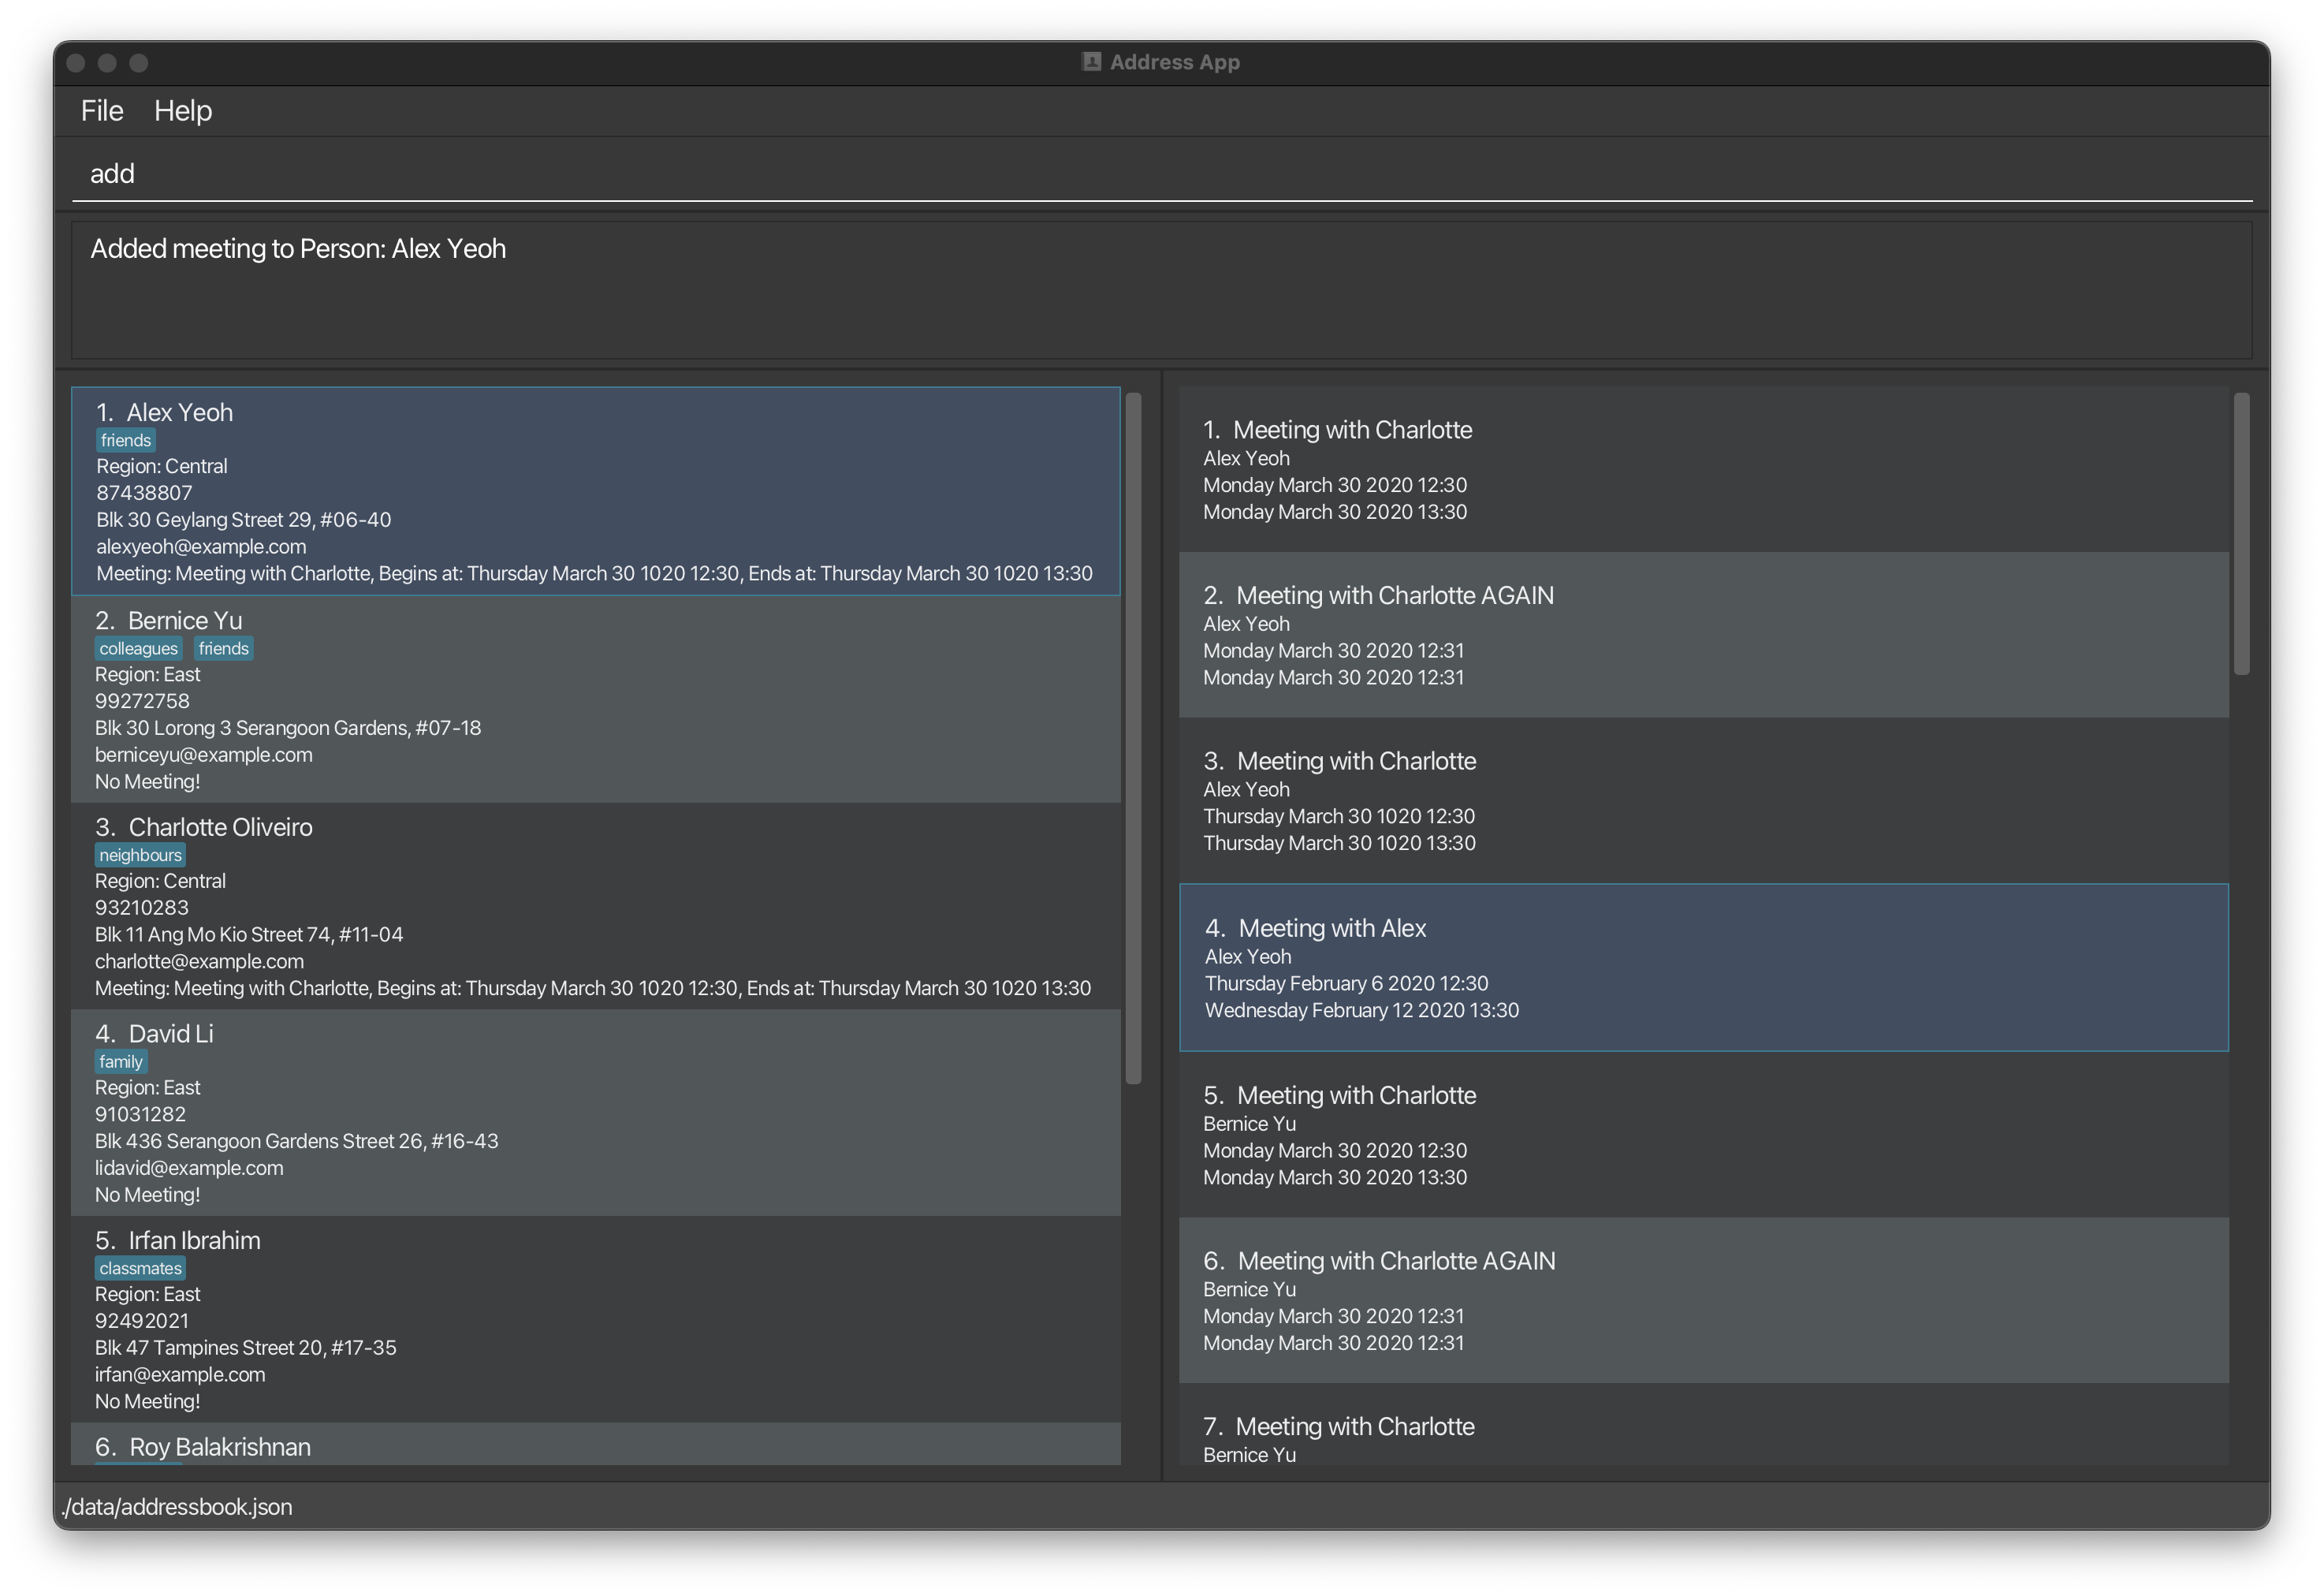 Address App
File Help
add
Added meeting to Person: Alex Yeoh
1. Alex Yeoh
friends
Region: Central
87438807
Blk 30 Geylang Street 29, #06-40
alexyeoh@example.com
Meeting: Meeting with Charlotte, Begins at: Thursday March 30 1020 12:30, Ends at: Thursday March 30 1020 13:30
2. Bernice Yu
colleagues friends
Region: East
99272758
Blk 30 Lorong 3 Serangoon Gardens, #07-18
berniceyu@example.com
No Meeting!
3. Charlotte Oliveiro
neighbours
Region: Central
93210283
Blk 11 Ang Mo Kio Street 74, #11-04
charlotte@example.com
Meeting: Meeting with Charlotte, Begins at: Thursday March 30 1020 12:30, Ends at: Thursday March 30 1020 13:30
4. David Li
family
Region: East
91031282
Blk 436 Serangoon Gardens Street 26, #16-43
lidavid@example.com
No Meeting!
5. Irfan Ibrahim
classmates
Region: East
92492021
Blk 47 Tampines Street 20, #17-35
irfan@example.com
No Meeting!
6. Roy Balakrishnan
1. Meeting with Charlotte
Alex Yeoh
Monday March 30 2020 12:30
Monday March 30 2020 13:30
2. Meeting with Charlotte AGAIN
Alex Yeoh
Monday March 30 2020 12:31
Monday March 30 2020 12:31
3. Meeting with Charlotte
Alex Yeoh
Thursday March 30 1020 12:30
Thursday March 30 1020 13:30
4. Meeting with Alex
Alex Yeoh
Thursday February 6 2020 12:30
Wednesday February 12 2020 13:30
5. Meeting with Charlotte
Bernice Yu
Monday March 30 2020 12:30
Monday March 30 2020 13:30
6. Meeting with Charlotte AGAIN
Bernice Yu
Monday March 30 2020 12:31
Monday March 30 2020 12:31
7. Meeting with Charlotte
Bernice Yu
./data/addressbook.json